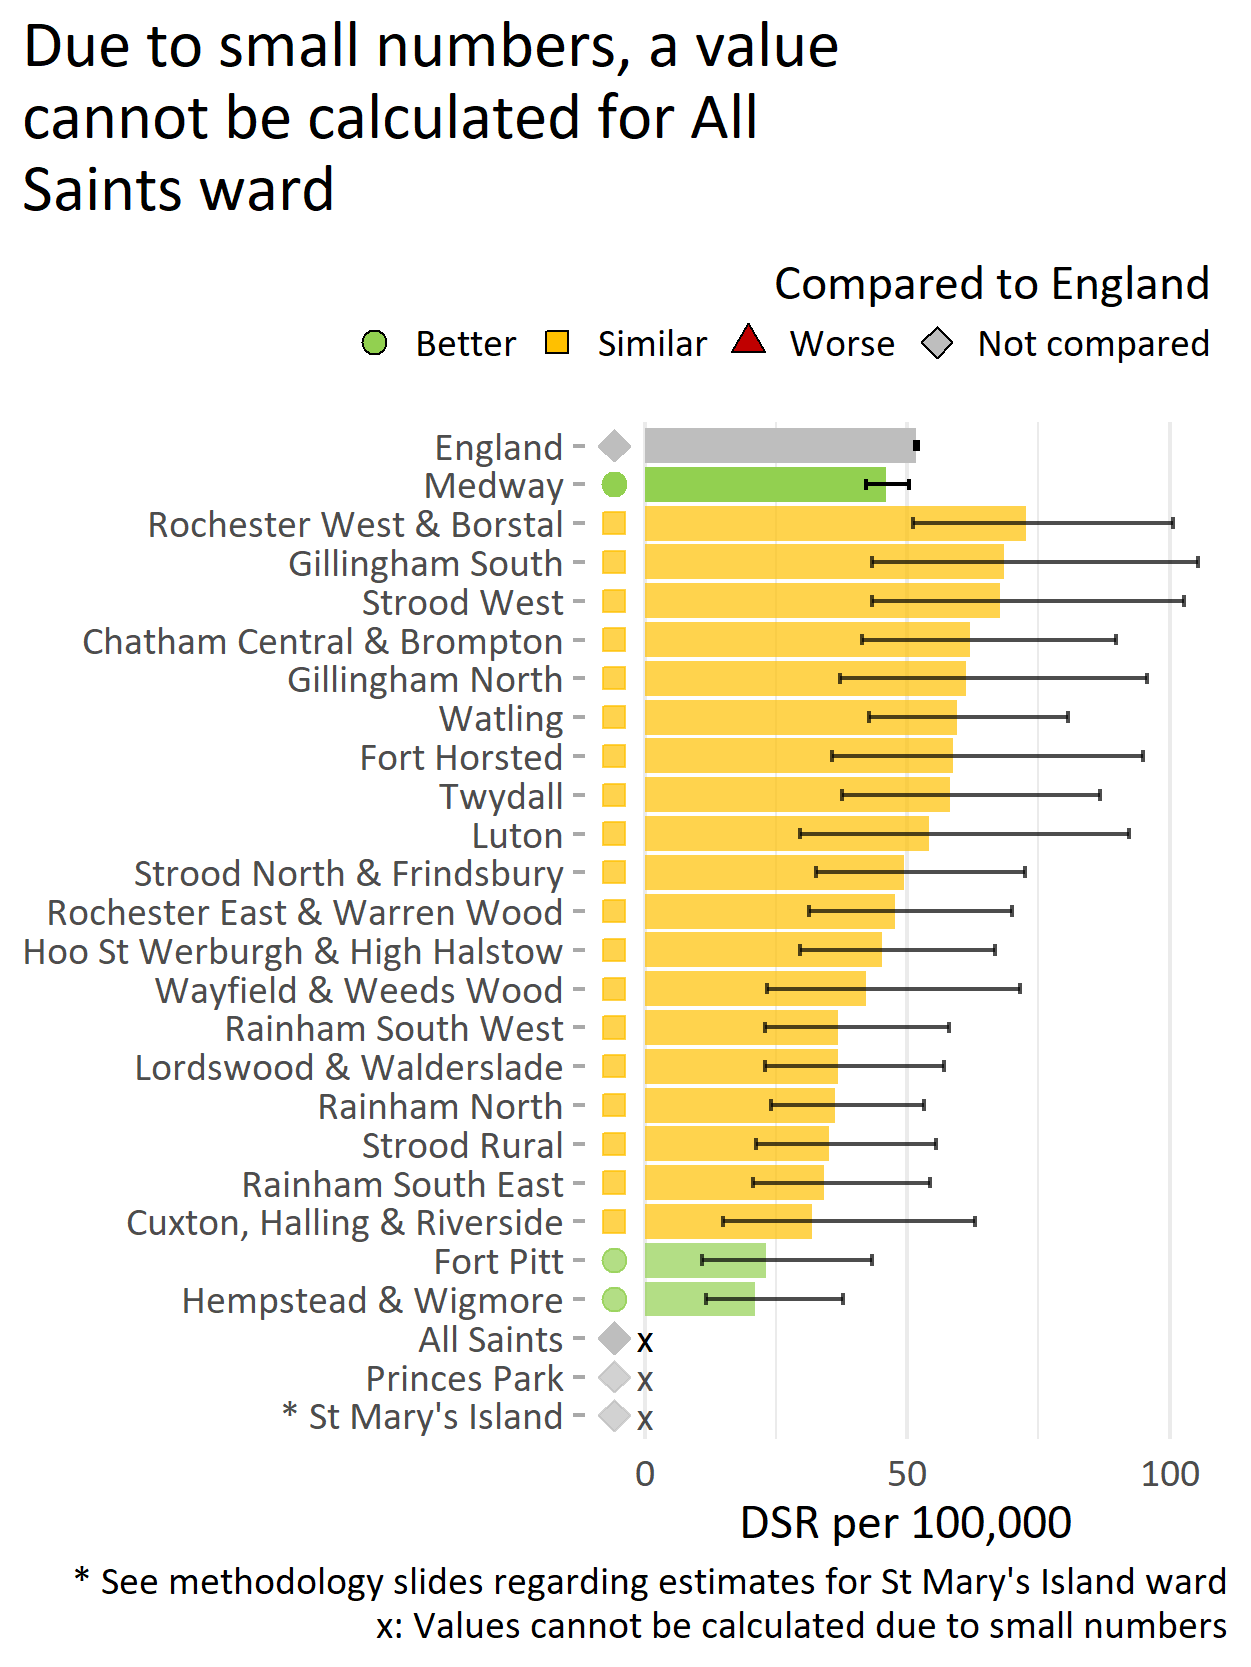 Due to small numbers, a value
cannot be calculated for All
Saints ward
Compared to England
Better Similar Worse Not compared
England
Medway
Rochester West & Borstal
Gillingham South
Strood West
Chatham Central & Brompton
Gillingham North
Watling
Fort Horsted
Twydall
Luton
Strood North & Frindsbury
Rochester East & Warren Wood
Hoo St Werburgh & High Halstow
Wayfield & Weeds Wood
Rainham South West
Lordswood & Walderslade
Rainham North
Strood Rural
Rainham South East
Cuxton, Halling & Riverside
Fort Pitt
Hempstead & Wigmore
All Saints x
Princes Park x
* St Mary's Island x
0 50 100
DSR per 100,000
* See methodology slides regarding estimates for St Mary's Island ward
x: Values cannot be calculated due to small numbers